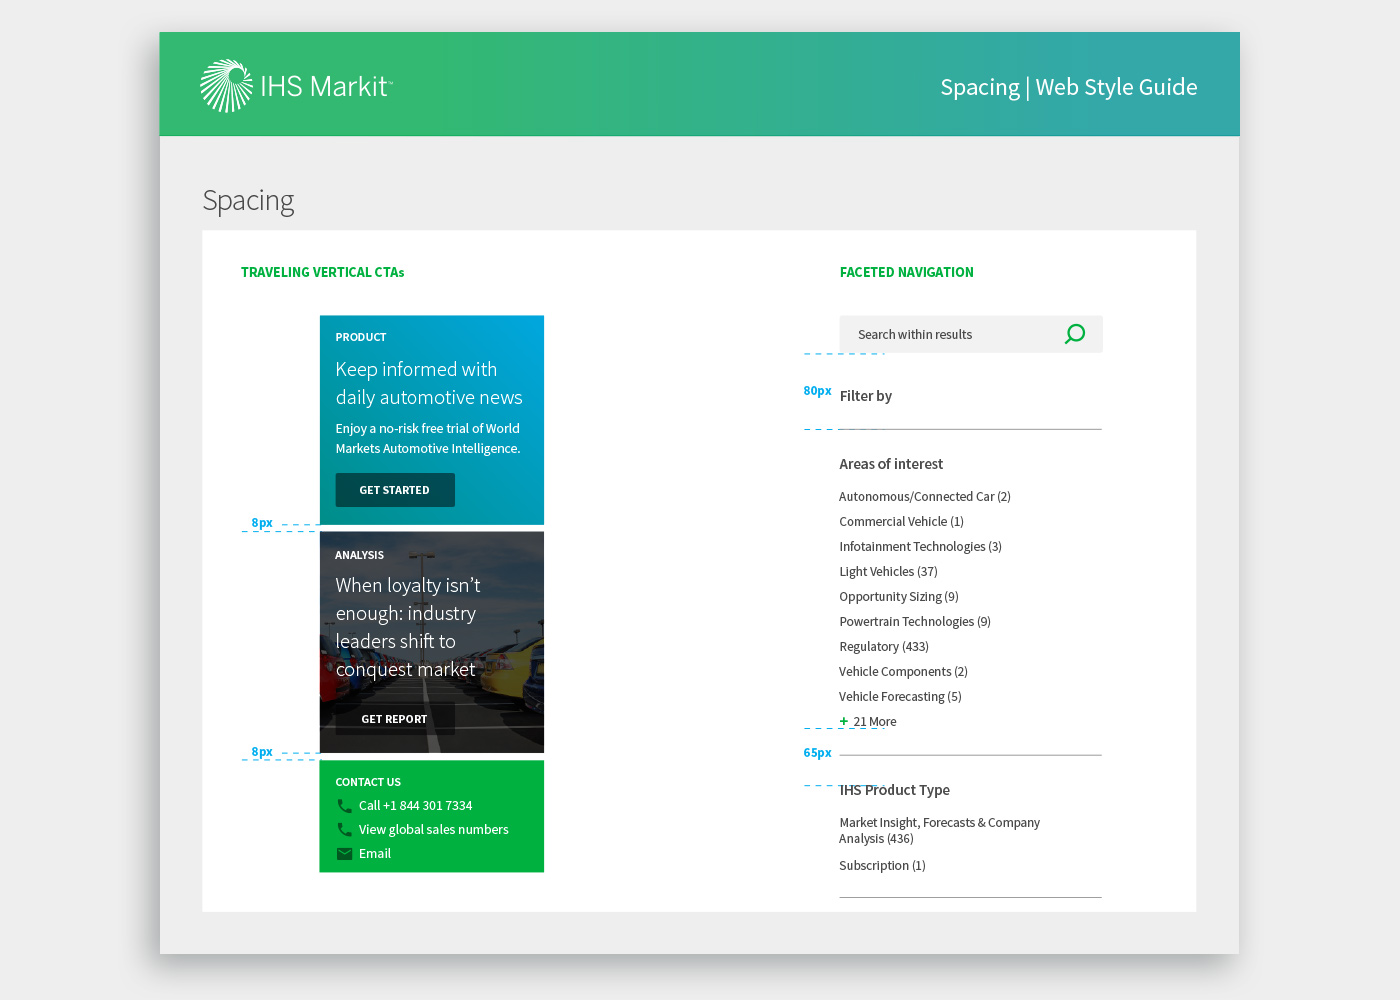 IHS Markit™
Spacing | Web Style Guide
Spacing
TRAVELING VERTICAL CTAs
PRODUCT
Keep informed with
daily automotive news
Enjoy a no-risk free trial of World
Markets Automotive Intelligence.
GET STARTED
8px
ANALYSIS
When loyalty isn’t
enough: industry
leaders shift to
conquest market
GET REPORT
8px
CONTACT US
Call +1 844 301 7334
View global sales numbers
Email
FACETED NAVIGATION
Search within results
80px
Filter by
Areas of interest
Autonomous/Connected Car (2)
Commercial Vehicle (1)
Infotainment Technologies (3)
Light Vehicles (37)
Opportunity Sizing (9)
Powertrain Technologies (9)
Regulatory (433)
Vehicle Components (2)
Vehicle Forecasting (5)
+ 21 More
65px
IHS Product Type
Market Insight, Forecasts & Company
Analysis (436)
Subscription (1)